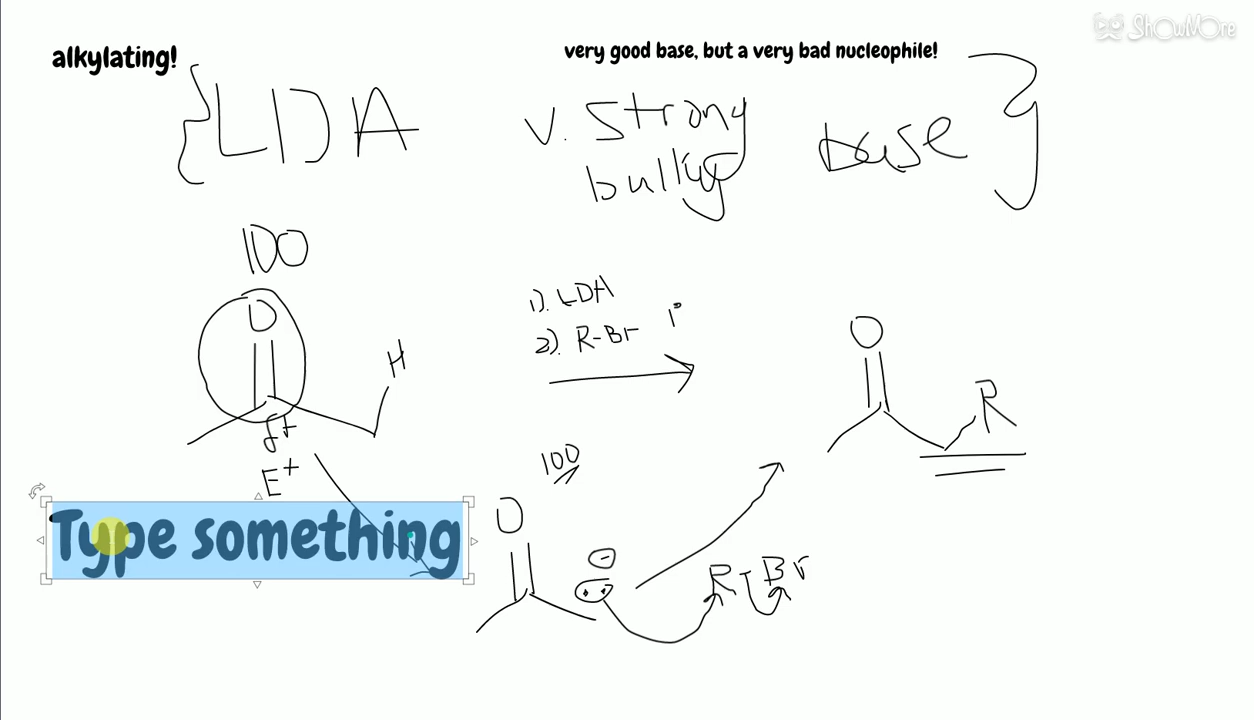 ShowMore
alkylating!
very good base, but a very bad nucleophile!
{LDA v. strong base}
bulky
100
O
H
δ+
E+
1). LDA
2). R-Br 1°
O
R
100
Type something
O
-
R-Br